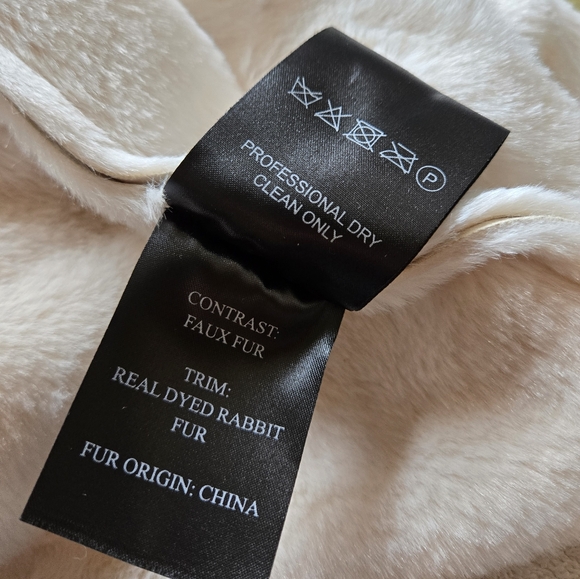 P
PROFESSIONAL DRY
CLEAN ONLY
CONTRAST:
FAUX FUR
TRIM:
REAL DYED RABBIT
FUR
FUR ORIGIN: CHINA